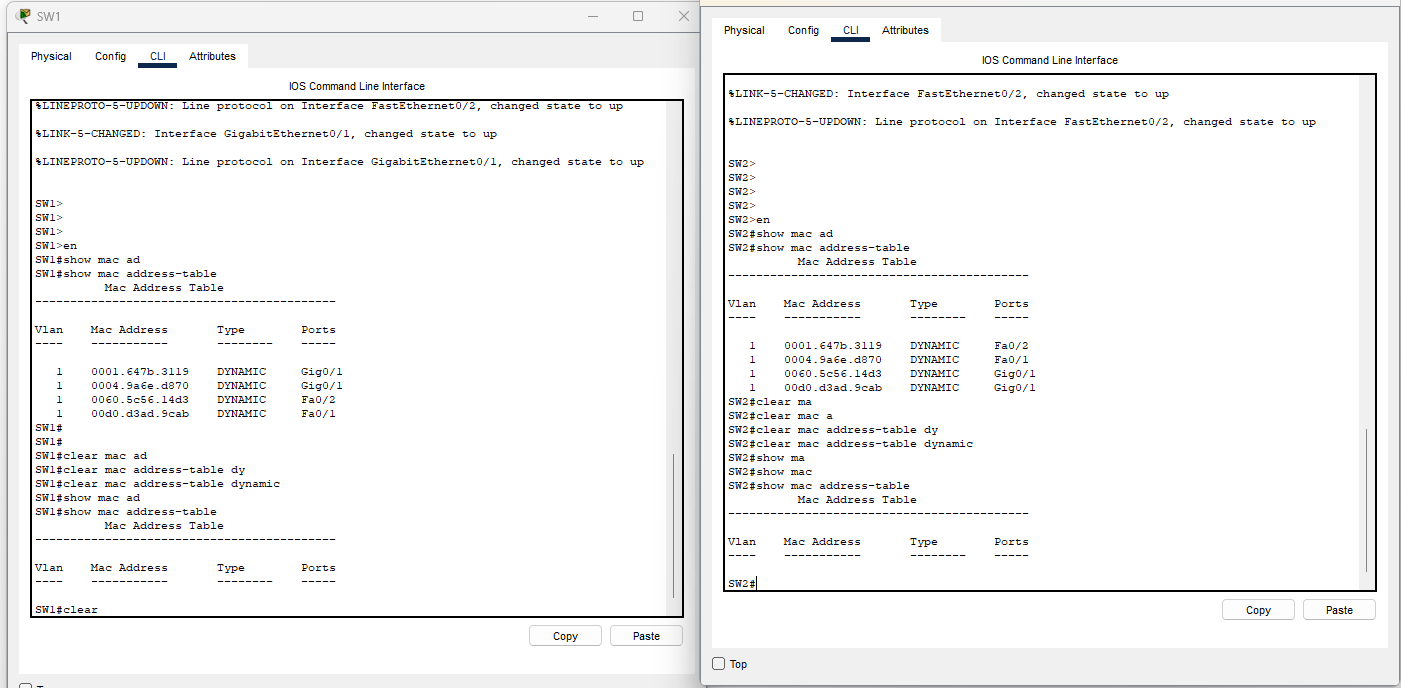 SW1
Physical Config CLI Attributes
IOS Command Line Interface
%LINEPROTO-5-UPDOWN: Line protocol on Interface FastEthernet0/2, changed state to up
%LINK-5-CHANGED: Interface GigabitEthernet0/1, changed state to up
%LINEPROTO-5-UPDOWN: Line protocol on Interface GigabitEthernet0/1, changed state to up
SW1>
SW1>
SW1>
SW1>en
SW1#show mac ad
SW1#show mac address-table
Mac Address Table
-------------------------------------------
Vlan Mac Address Type Ports
---- ----------- -------- -----
1 0001.647b.3119 DYNAMIC Gig0/1
1 0004.9a6e.d870 DYNAMIC Gig0/1
1 0060.5c56.14d3 DYNAMIC Fa0/2
1 00d0.d3ad.9cab DYNAMIC Fa0/1
SW1#
SW1#
SW1#clear mac ad
SW1#clear mac address-table dy
SW1#clear mac address-table dynamic
SW1#show mac ad
SW1#show mac address-table
Mac Address Table
-------------------------------------------
Vlan Mac Address Type Ports
---- ----------- -------- -----
SW1#clear
Copy Paste
Physical Config CLI Attributes
IOS Command Line Interface
%LINK-5-CHANGED: Interface FastEthernet0/2, changed state to up
%LINEPROTO-5-UPDOWN: Line protocol on Interface FastEthernet0/2, changed state to up
SW2>
SW2>
SW2>
SW2>
SW2>en
SW2#show mac ad
SW2#show mac address-table
Mac Address Table
-------------------------------------------
Vlan Mac Address Type Ports
---- ----------- -------- -----
1 0001.647b.3119 DYNAMIC Fa0/2
1 0004.9a6e.d870 DYNAMIC Fa0/1
1 0060.5c56.14d3 DYNAMIC Gig0/1
1 00d0.d3ad.9cab DYNAMIC Gig0/1
SW2#clear ma
SW2#clear mac a
SW2#clear mac address-table dy
SW2#clear mac address-table dynamic
SW2#show ma
SW2#show mac
SW2#show mac address-table
Mac Address Table
-------------------------------------------
Vlan Mac Address Type Ports
---- ----------- -------- -----
SW2#
Copy Paste
Top